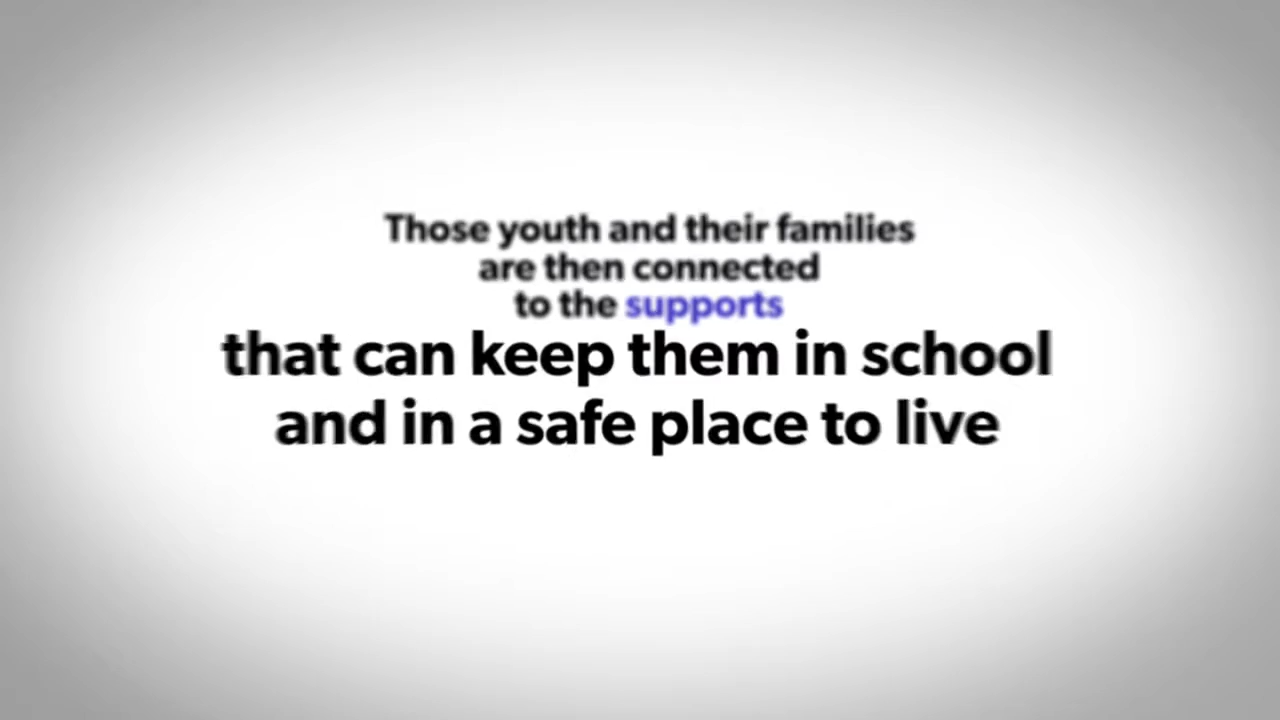 Those youth and their families
are then connected
to the supports
that can keep them in school
and in a safe place to live